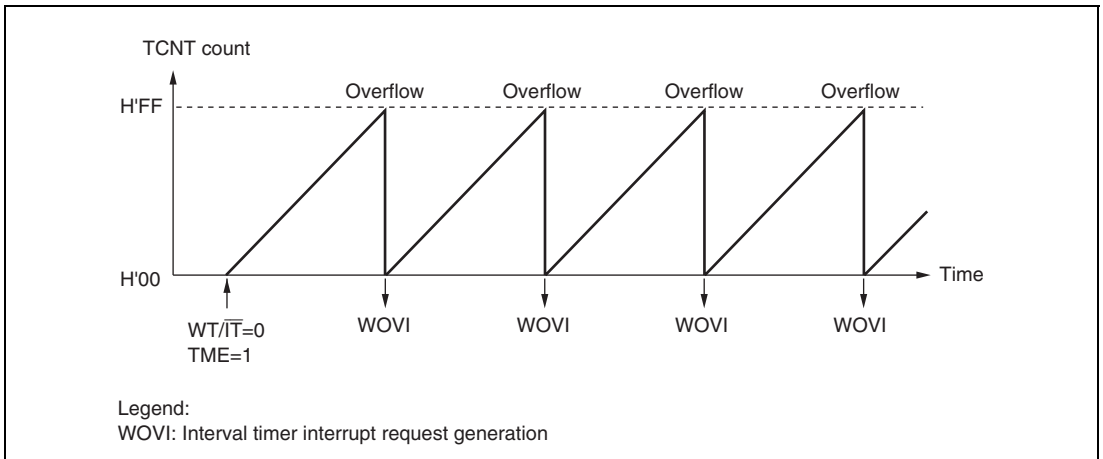 TCNT count
Overflow Overflow Overflow Overflow
H'FF
H'00
Time
WT/I̅T̅=0
TME=1
WOVI WOVI WOVI WOVI
Legend:
WOVI: Interval timer interrupt request generation